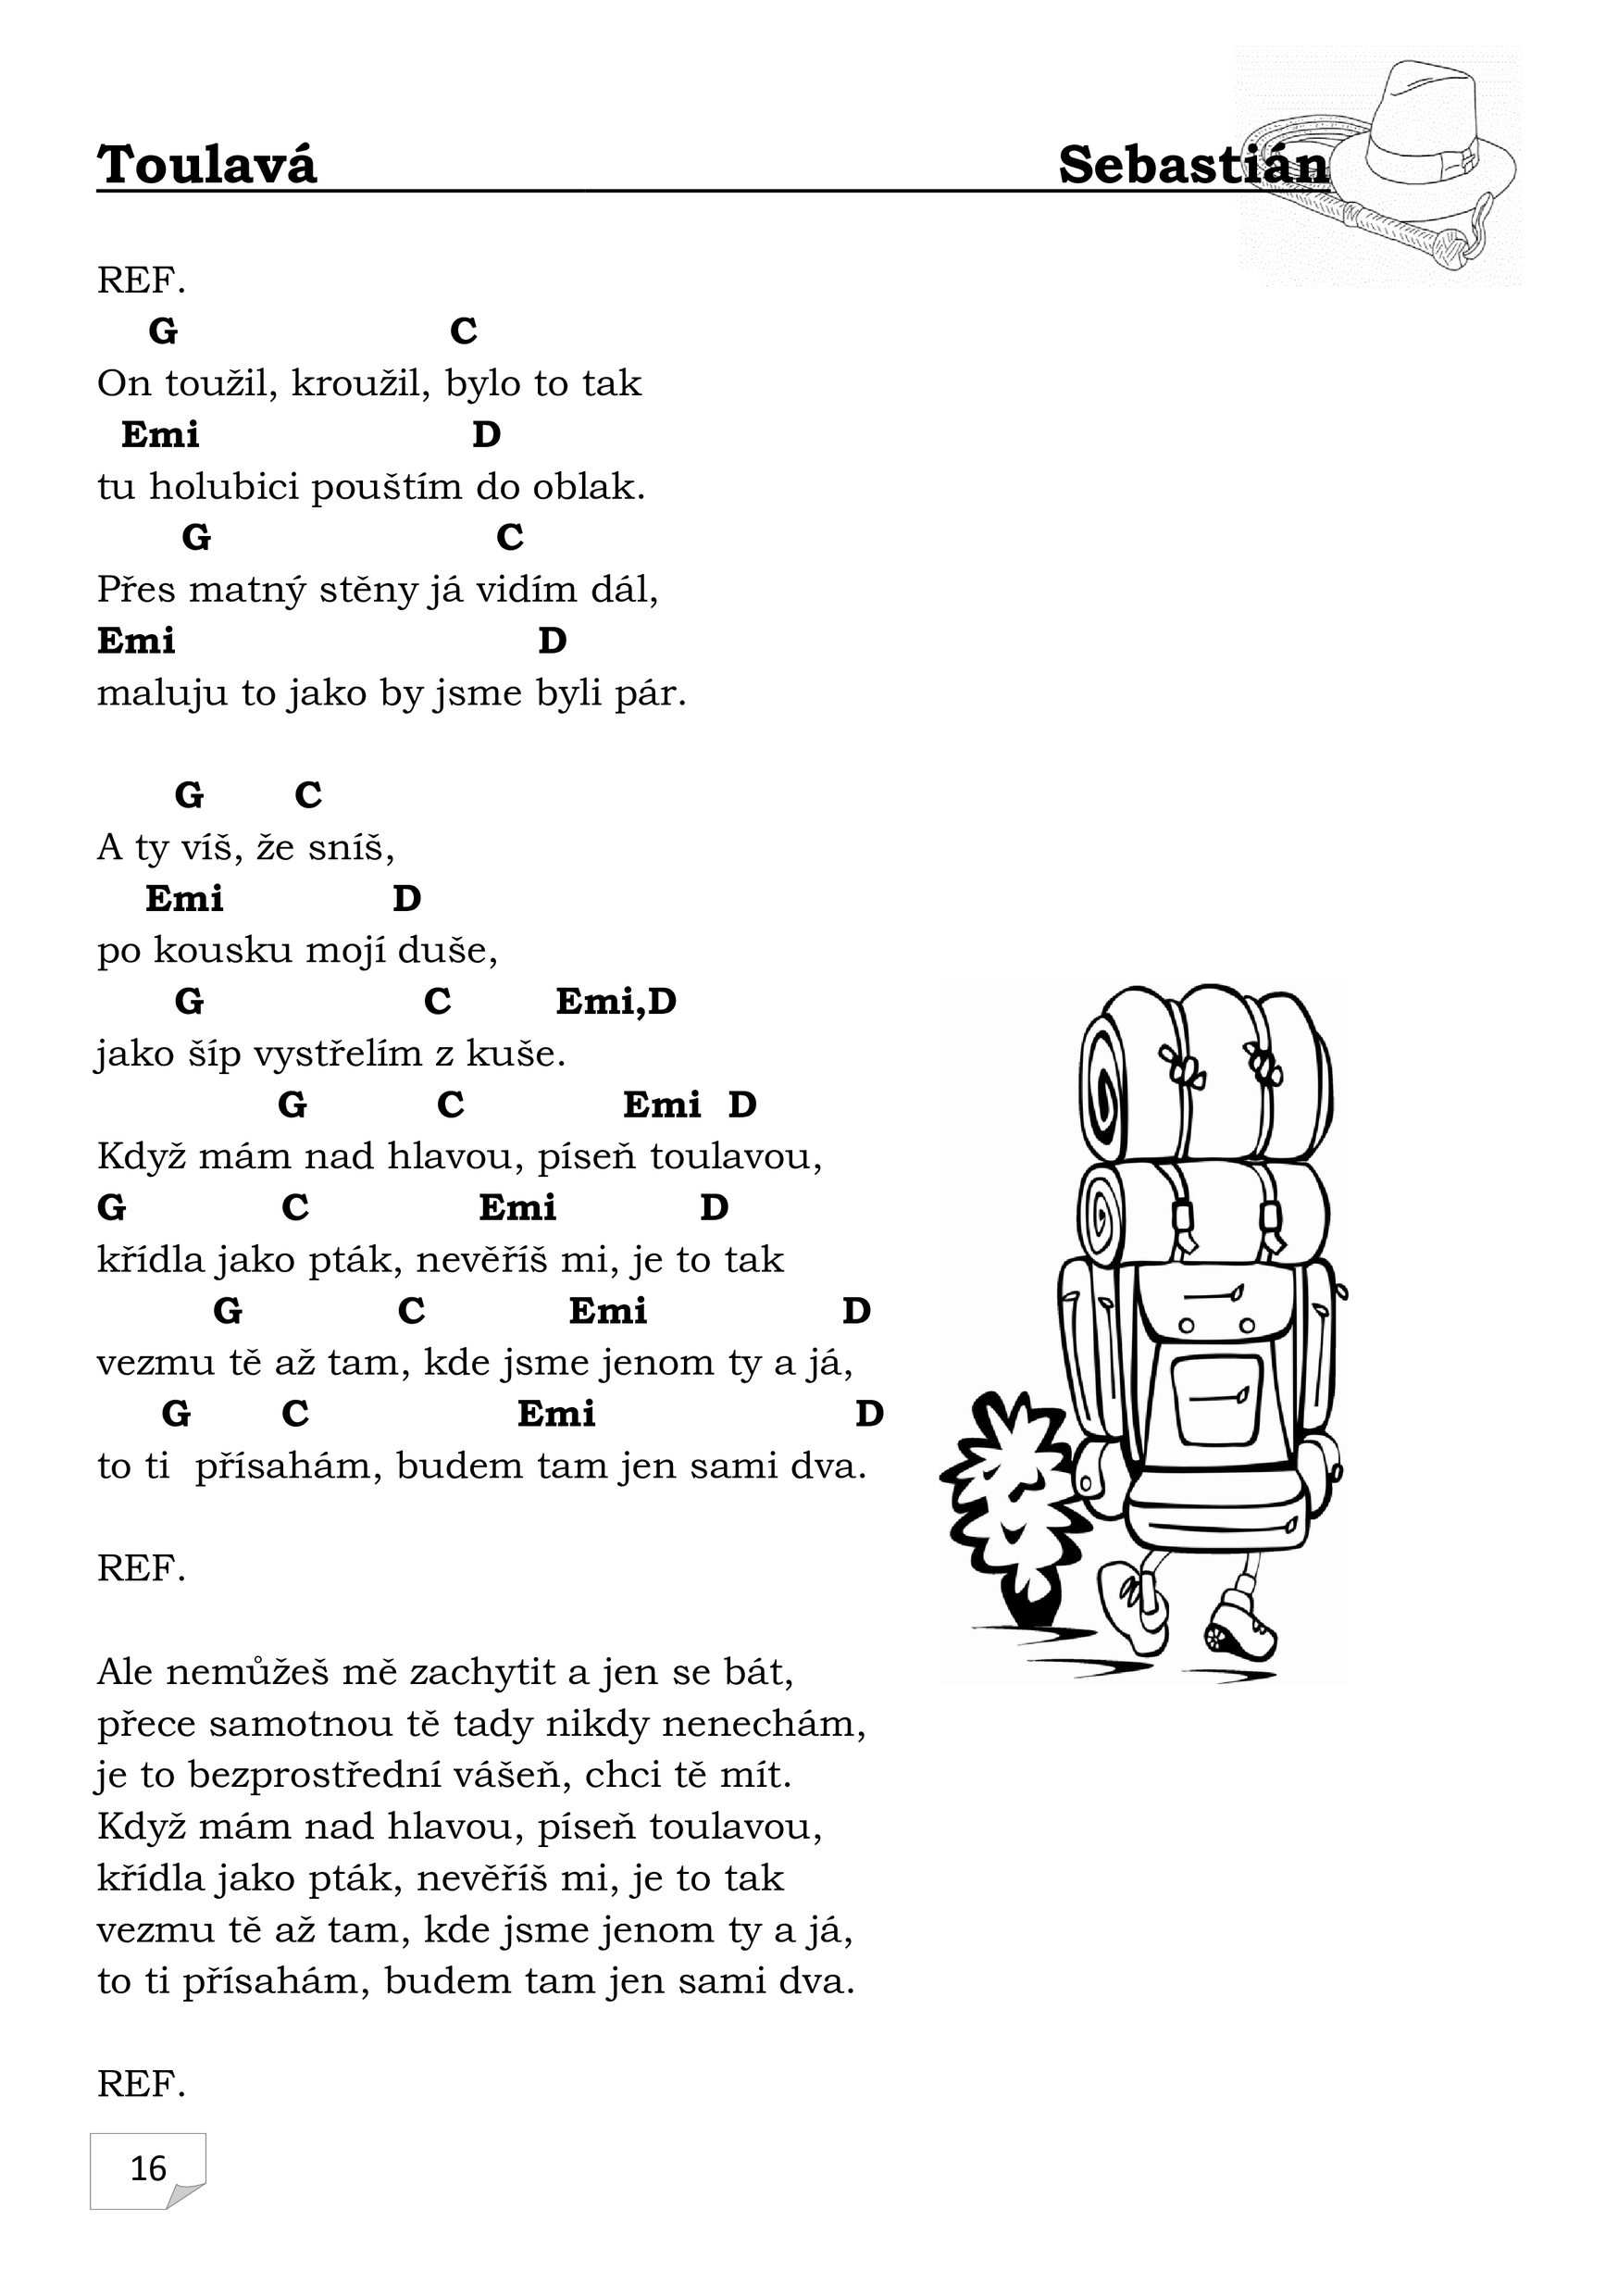 Toulavá Sebastián
REF.
G C
On toužil, kroužil, bylo to tak
Emi D
tu holubici pouštím do oblak.
G C
Přes matný stěny já vidím dál,
Emi D
maluju to jako by jsme byli pár.
G C
A ty víš, že sníš,
Emi D
po kousku mojí duše,
G C Emi,D
jako šíp vystřelím z kuše.
G C Emi D
Když mám nad hlavou, píseň toulavou,
G C Emi D
křídla jako pták, nevěříš mi, je to tak
G C Emi D
vezmu tě až tam, kde jsme jenom ty a já,
G C Emi D
to ti  přísahám, budem tam jen sami dva.
REF.
Ale nemůžeš mě zachytit a jen se bát,
přece samotnou tě tady nikdy nenechám,
je to bezprostřední vášeň, chci tě mít.
Když mám nad hlavou, píseň toulavou,
křídla jako pták, nevěříš mi, je to tak
vezmu tě až tam, kde jsme jenom ty a já,
to ti přísahám, budem tam jen sami dva.
REF.
16